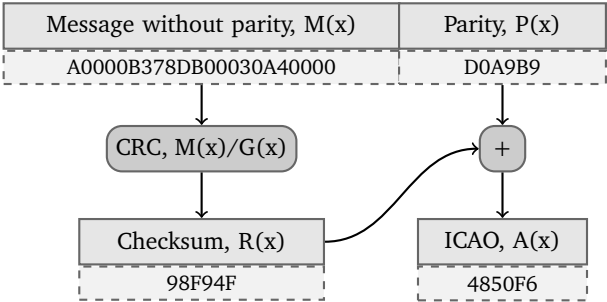 Message without parity, M(x) Parity, P(x)
A0000B378DB00030A40000 D0A9B9
CRC, M(x)/G(x) +
Checksum, R(x) ICAO, A(x)
98F94F 4850F6